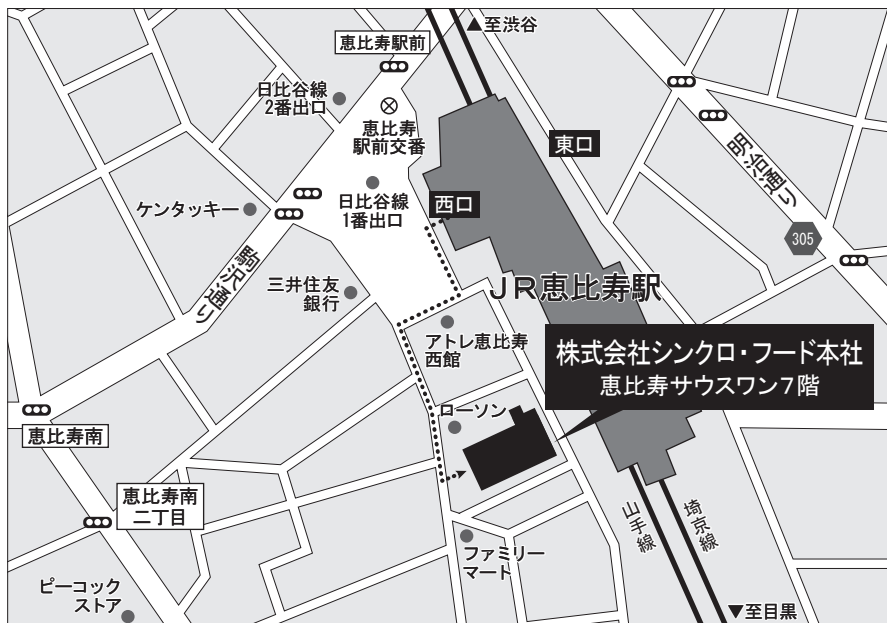 ▲至渋谷
恵比寿駅前
日比谷線
2番出口
恵比寿
駅前交番
東口
明治通り
日比谷線
1番出口
西口
ケンタッキー
305
駒沢通り
三井住友
銀行
JR恵比寿駅
アトレ恵比寿
西館
株式会社シンクロ・フード本社
恵比寿サウスワン7階
ローソン
恵比寿南
恵比寿南
二丁目
山手線
埼京線
ファミリー
マート
ピーコック
ストア
▼至目黒